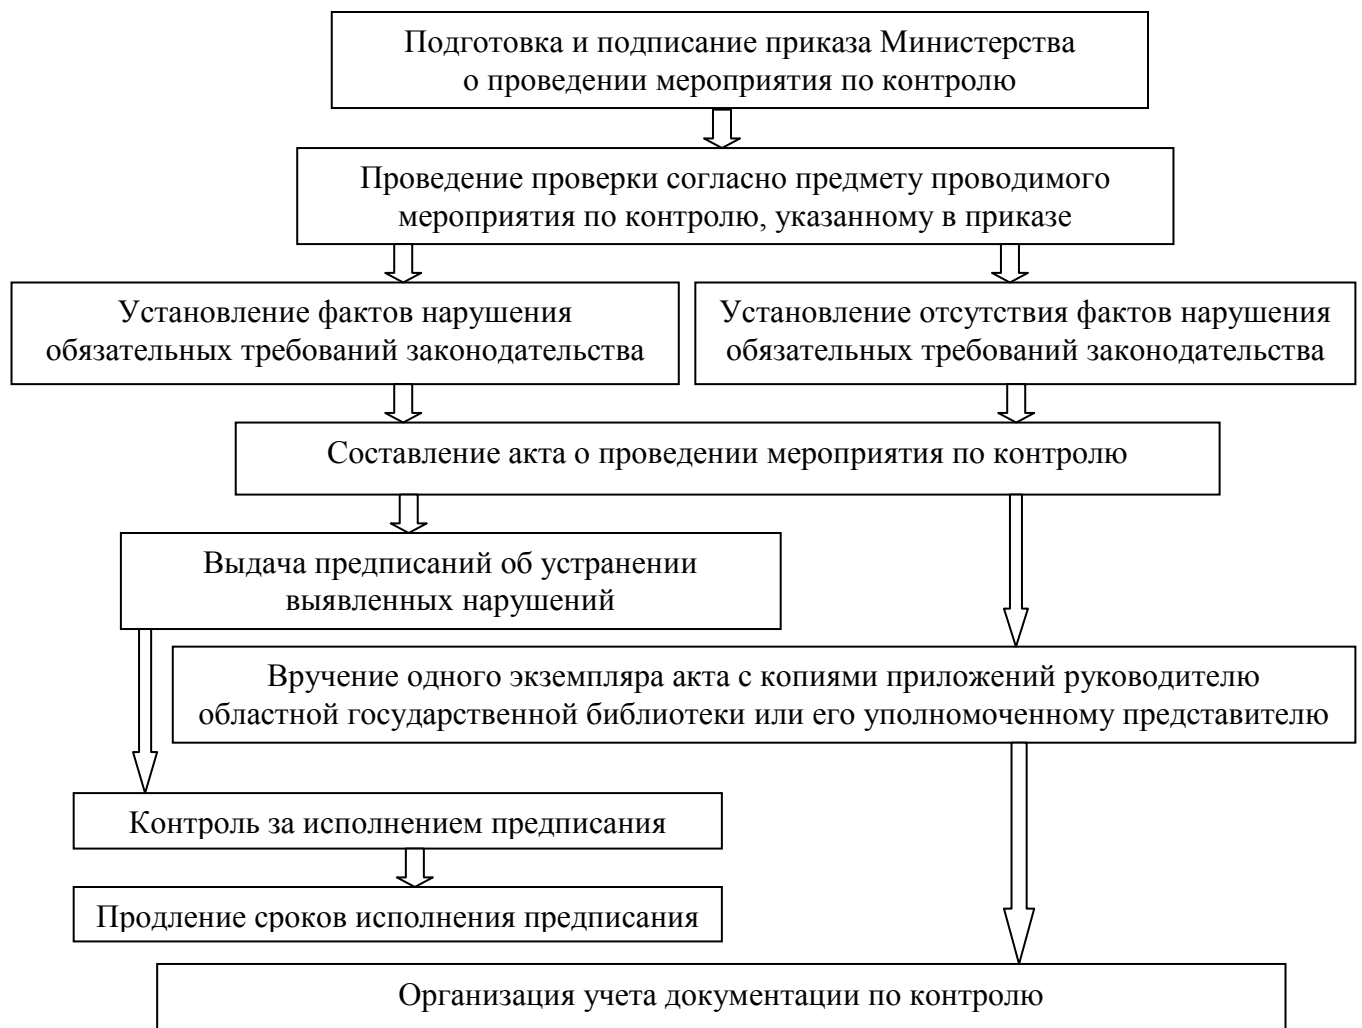 Подготовка и подписание приказа Министерства
о проведении мероприятия по контролю
Проведение проверки согласно предмету проводимого
мероприятия по контролю, указанному в приказе
Установление фактов нарушения
обязательных требований законодательства
Установление отсутствия фактов нарушения
обязательных требований законодательства
Составление акта о проведении мероприятия по контролю
Выдача предписаний об устранении
выявленных нарушений
Вручение одного экземпляра акта с копиями приложений руководителю
областной государственной библиотеки или его уполномоченному представителю
Контроль за исполнением предписания
Продление сроков исполнения предписания
Организация учета документации по контролю